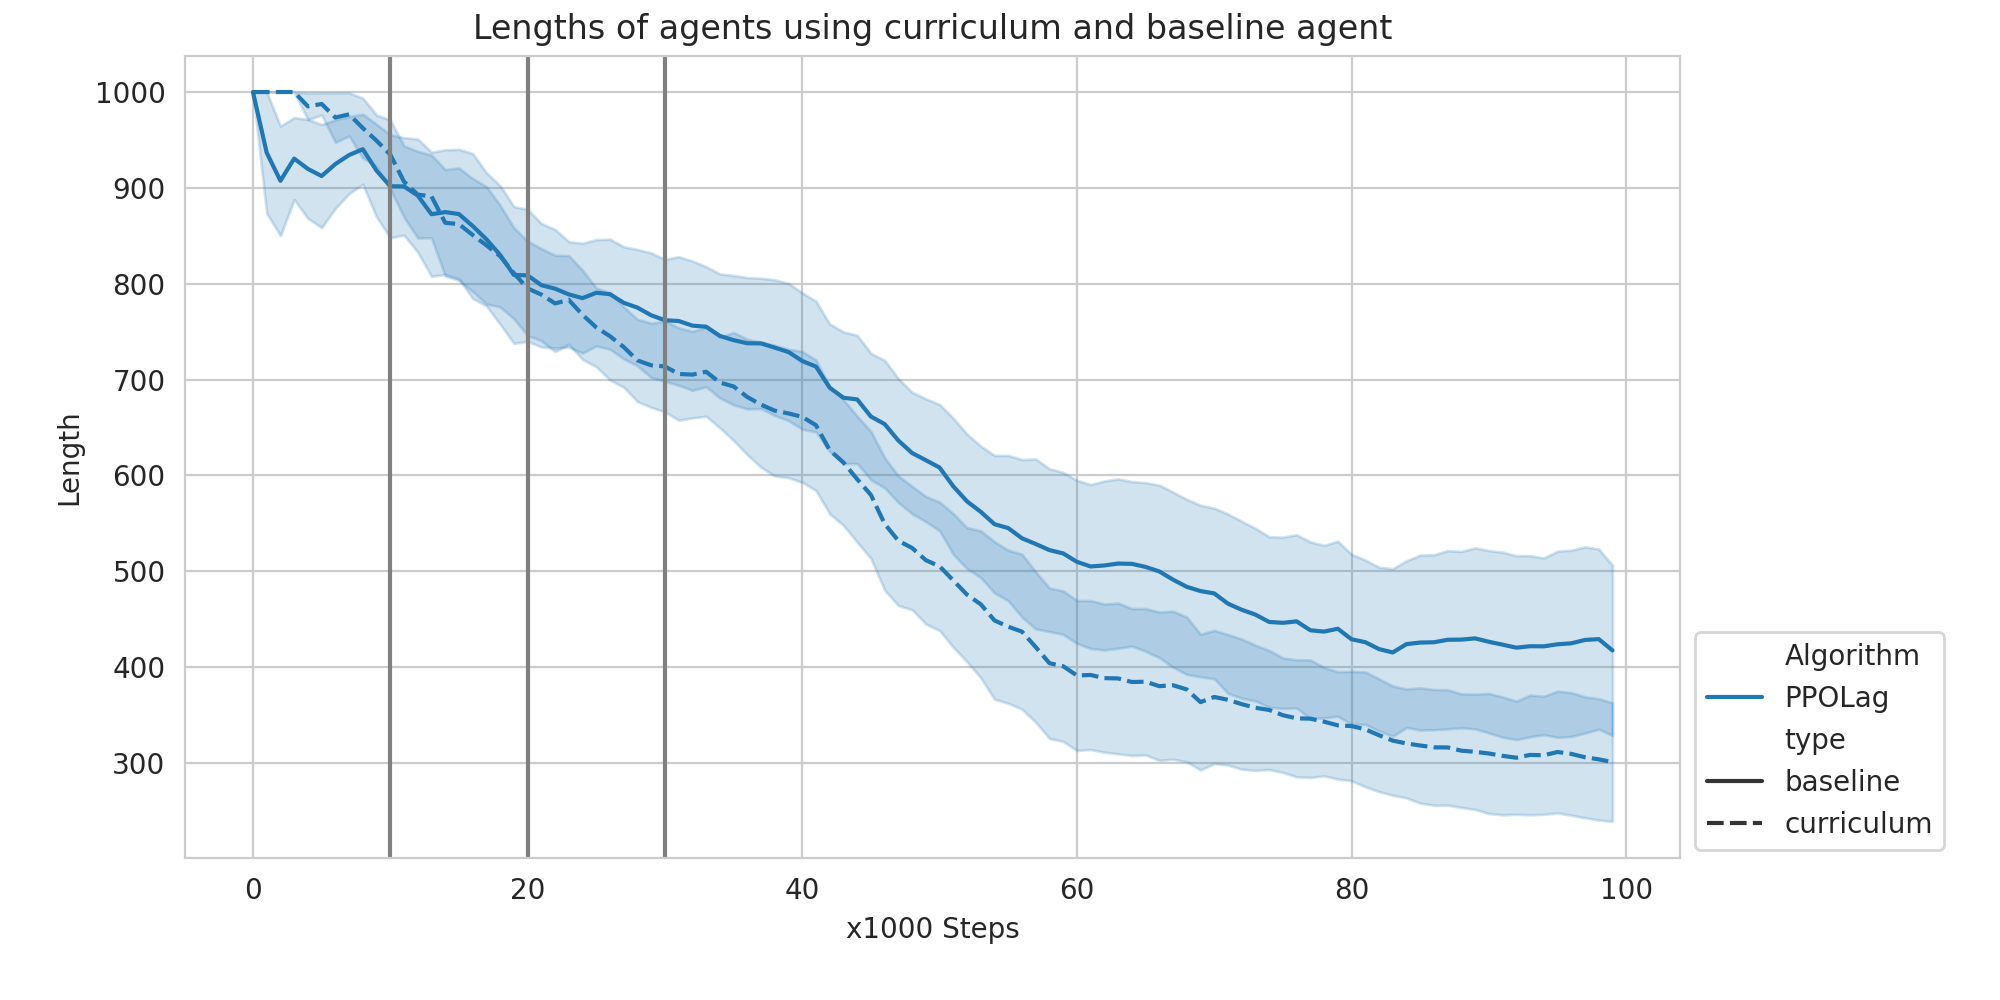 Lengths of agents using curriculum and baseline agent
1000
900
800
700
600
500
400
300
Length
0
20
40
60
80
100
x1000 Steps
Algorithm
PPOLag
type
baseline
curriculum